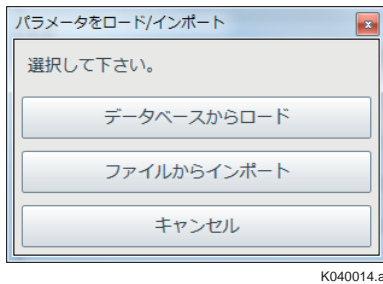 パラメータをロード/インポート
選択して下さい。
データベースからロード
ファイルからインポート
キャンセル
K040014.a